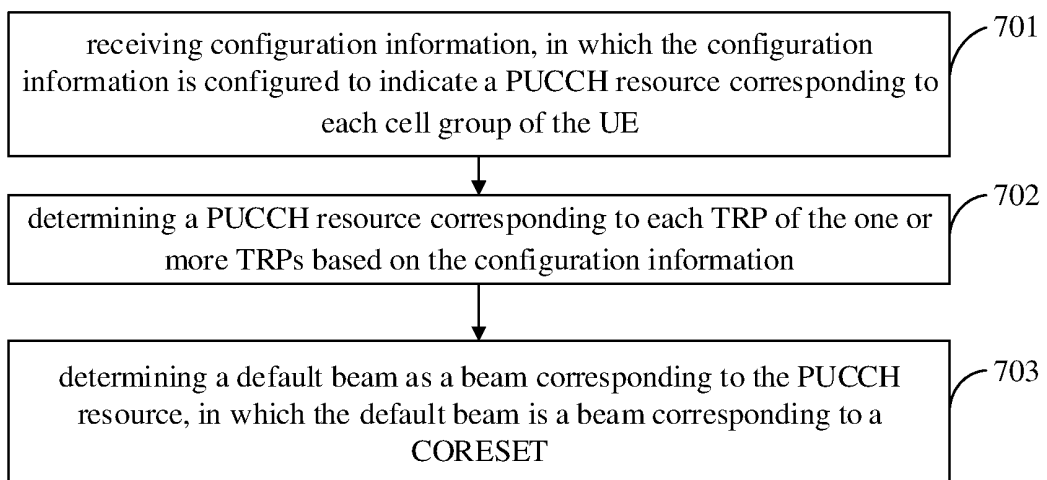 receiving configuration information, in which the configuration
information is configured to indicate a PUCCH resource corresponding to
each cell group of the UE
701
determining a PUCCH resource corresponding to each TRP of the one or
more TRPs based on the configuration information
702
determining a default beam as a beam corresponding to the PUCCH
resource, in which the default beam is a beam corresponding to a
CORESET
703